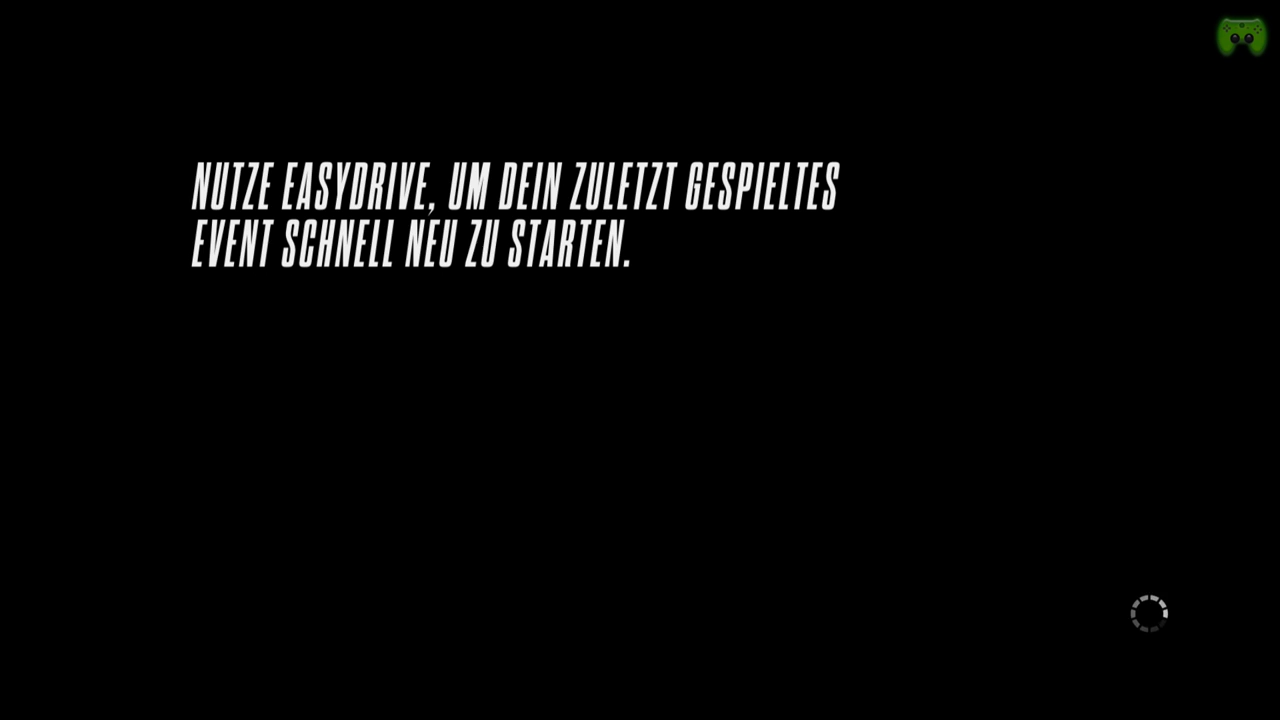 NUTZE EASYDRIVE, UM DEIN ZULETZT GESPIELTES
EVENT SCHNELL NEU ZU STARTEN.